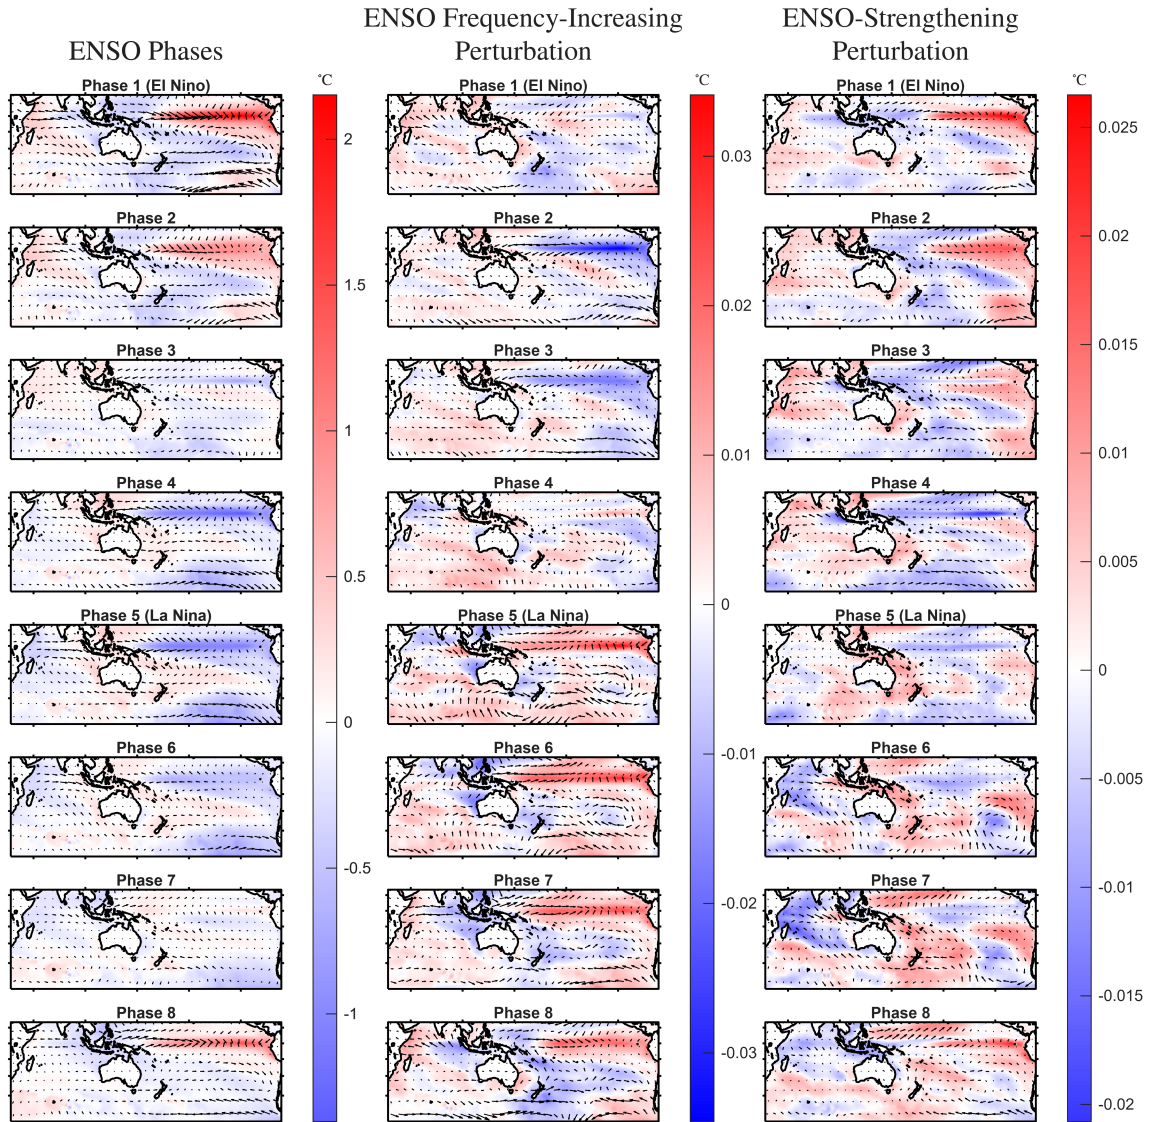 ENSO Phases
ENSO Frequency-Increasing
Perturbation
ENSO-Strengthening
Perturbation
Phase 1 (El Nino)
°C
Phase 1 (El Nino)
°C
Phase 1 (El Nino)
°C
Phase 2
Phase 2
Phase 2
Phase 3
Phase 3
Phase 3
Phase 4
Phase 4
Phase 4
Phase 5 (La Nina)
Phase 5 (La Nina)
Phase 5 (La Nina)
Phase 6
Phase 6
Phase 6
Phase 7
Phase 7
Phase 7
Phase 8
Phase 8
Phase 8
2
1.5
1
0.5
0
-0.5
-1
0.03
0.02
0.01
0
-0.01
-0.02
-0.03
0.025
0.02
0.015
0.01
0.005
0
-0.005
-0.01
-0.015
-0.02